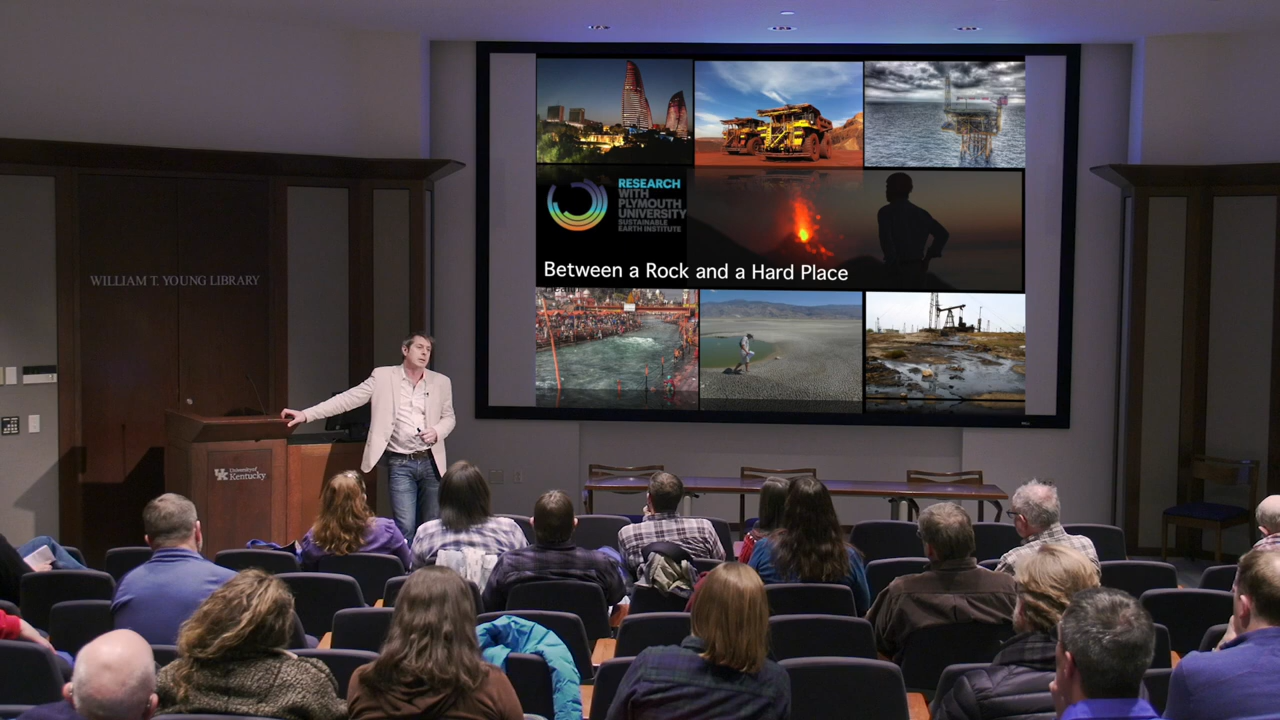 RESEARCH
WITH
PLYMOUTH
UNIVERSITY
SUSTAINABLE
EARTH INSTITUTE
WILLIAM T. YOUNG LIBRARY
Between a Rock and a Hard Place
University of
Kentucky